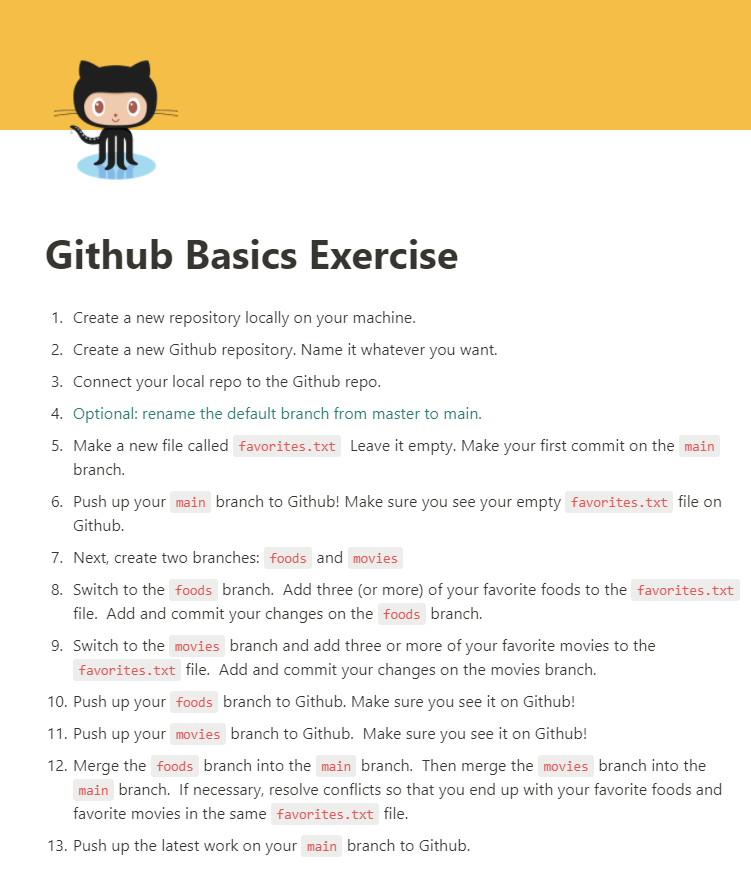 Github Basics Exercise
1. Create a new repository locally on your machine.
2. Create a new Github repository. Name it whatever you want.
3. Connect your local repo to the Github repo.
4. Optional: rename the default branch from master to main.
5. Make a new file called favorites.txt Leave it empty. Make your first commit on the main
branch.
6. Push up your main branch to Github! Make sure you see your empty favorites.txt file on
Github.
7. Next, create two branches: foods and movies
8. Switch to the foods branch. Add three (or more) of your favorite foods to the favorites.txt
file. Add and commit your changes on the foods branch.
9. Switch to the movies branch and add three or more of your favorite movies to the
favorites.txt file. Add and commit your changes on the movies branch.
10. Push up your foods branch to Github. Make sure you see it on Github!
11. Push up your movies branch to Github. Make sure you see it on Github!
12. Merge the foods branch into the main branch. Then merge the movies branch into the
main branch. If necessary, resolve conflicts so that you end up with your favorite foods and
favorite movies in the same favorites.txt file.
13. Push up the latest work on your main branch to Github.